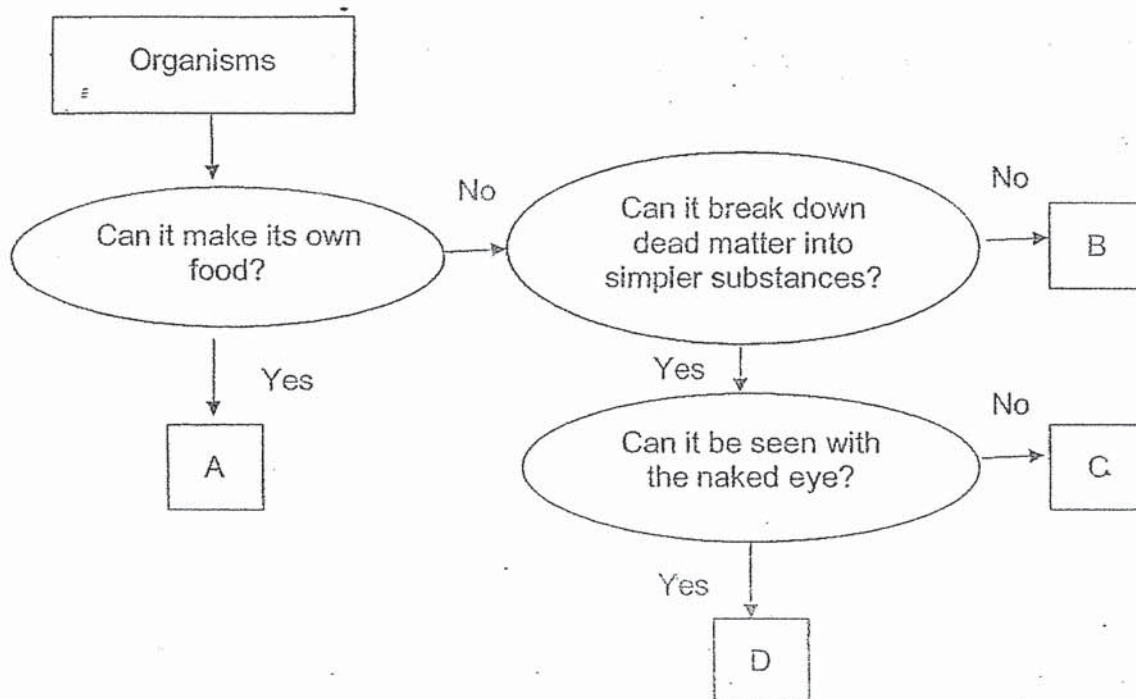 Organisms
Can it make its own
food?
No
Can it break down
dead matter into
simpler substances?
No
B
Yes
A
Yes
Can it be seen with
the naked eye?
No
C
Yes
D